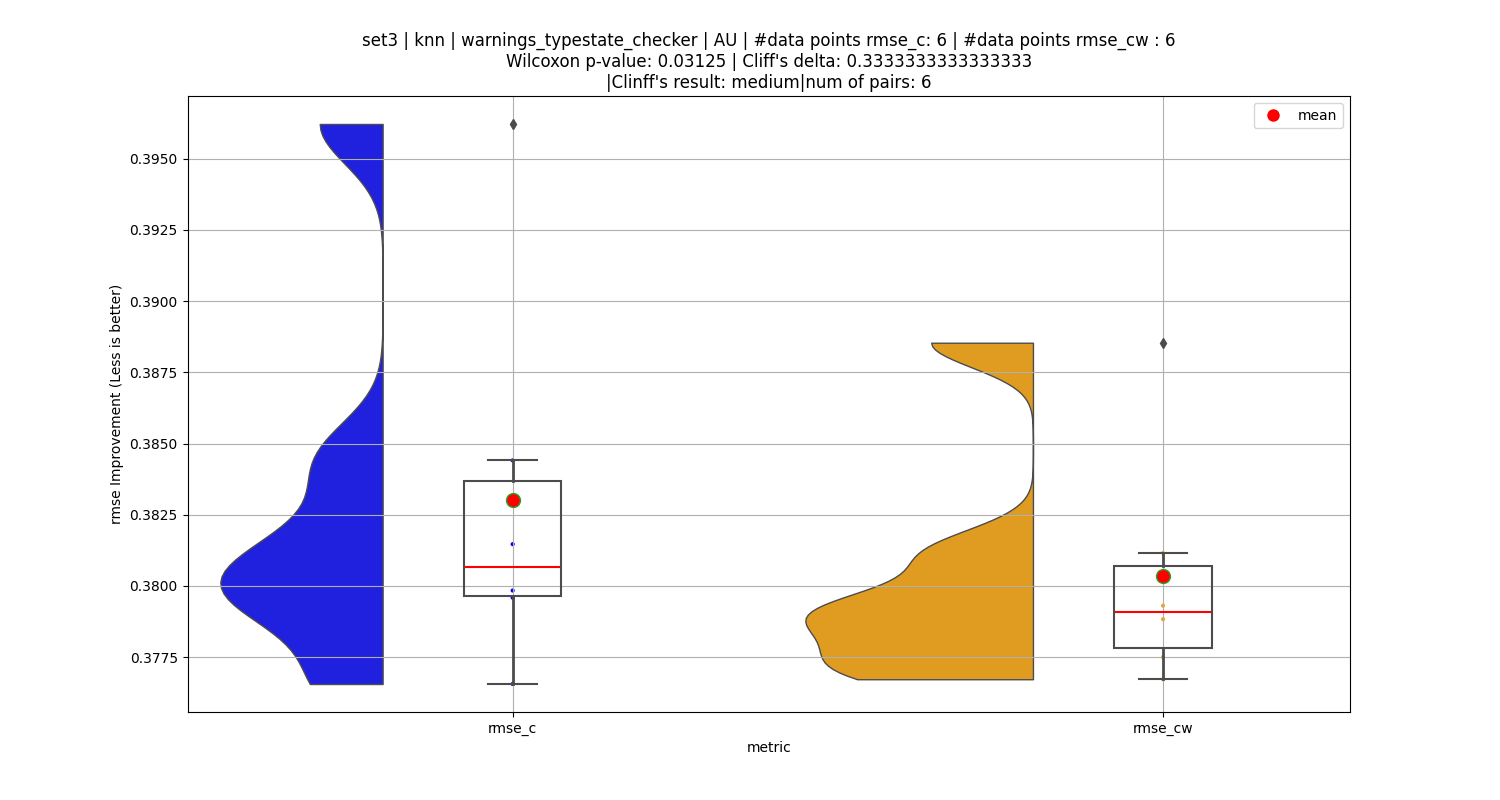 set3 | knn | warnings_typestate_checker | AU | #data points rmse_c: 6 | #data points rmse_cw : 6
Wilcoxon p-value: 0.03125 | Cliff's delta: 0.3333333333333333
|Clinff's result: medium|num of pairs: 6
mean
0.3950
0.3925
0.3900
0.3875
0.3850
0.3825
0.3800
0.3775
rmse Improvement (Less is better)
rmse_c
rmse_cw
metric